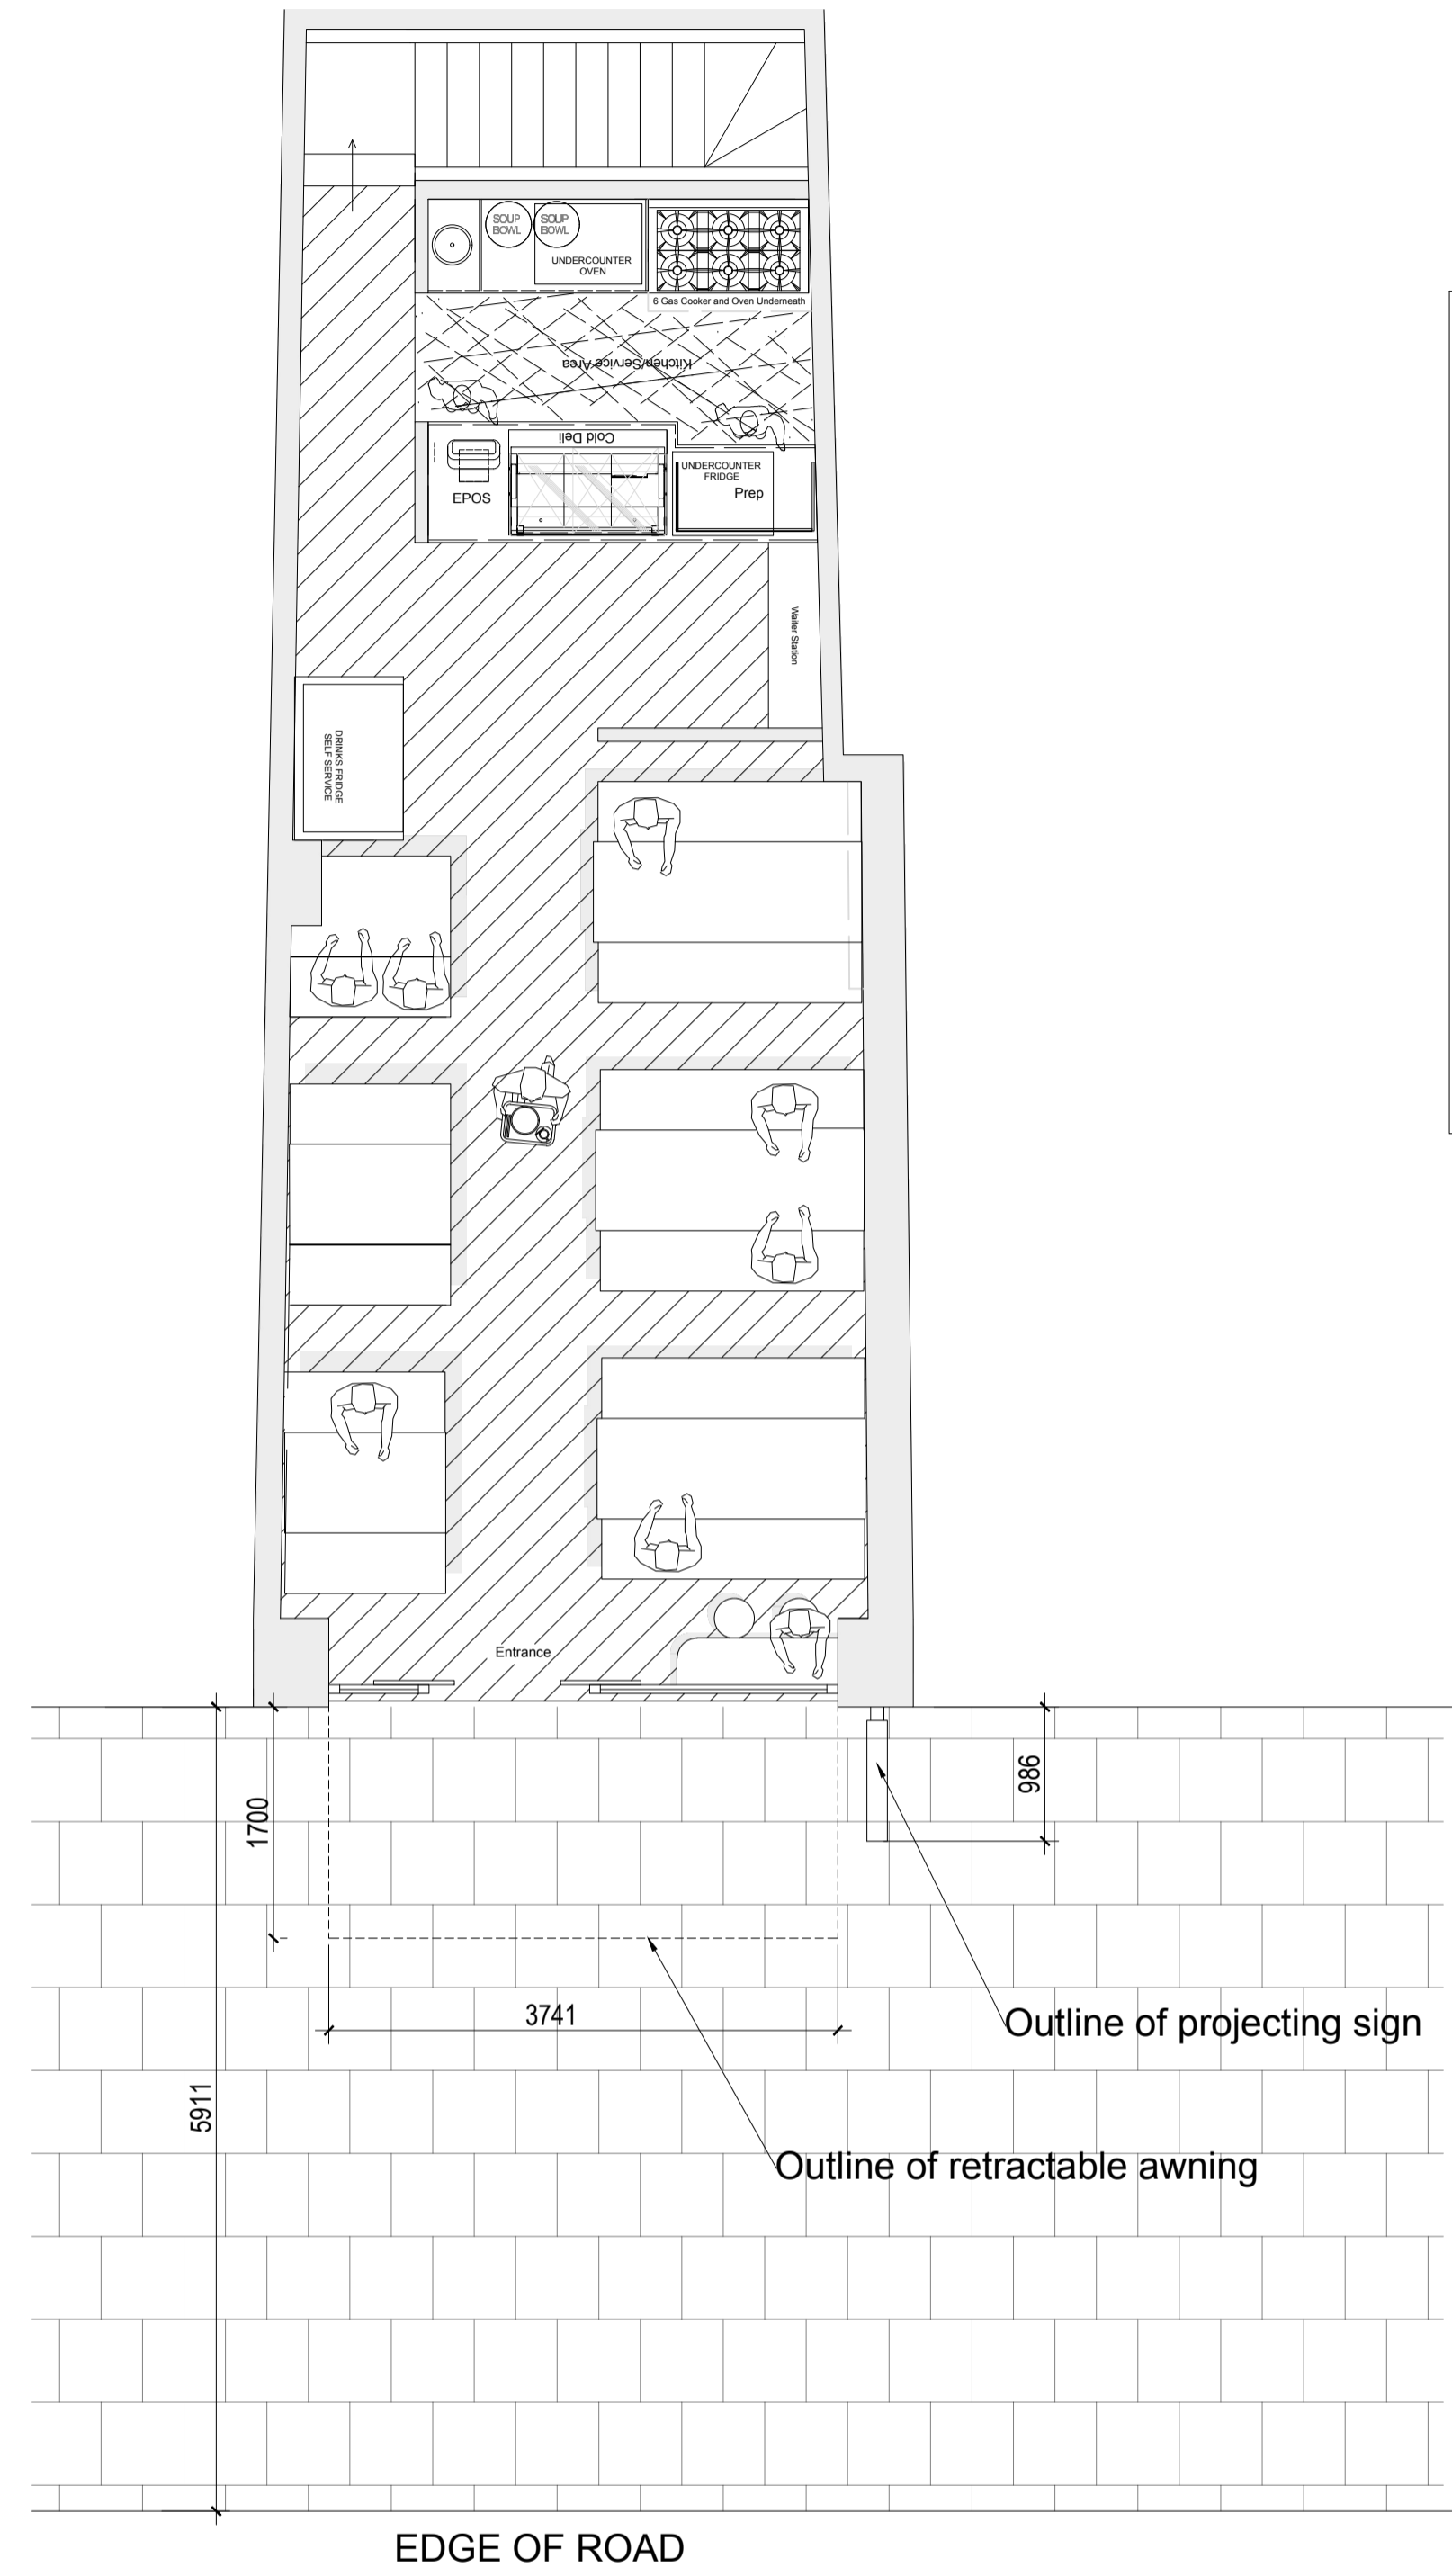 SOUP
BOWL
SOUP
BOWL
UNDERCOUNTER
OVEN
6 Gas Cooker and Oven Underneath
Kitchen/Service Area
Cold Deli
EPOS
UNDERCOUNTER
FRIDGE
Prep
Waiter Station
DRINKS FRIDGE
SELF SERVICE
Entrance
986
1700
3741
Outline of projecting sign
5911
Outline of retractable awning
EDGE OF ROAD